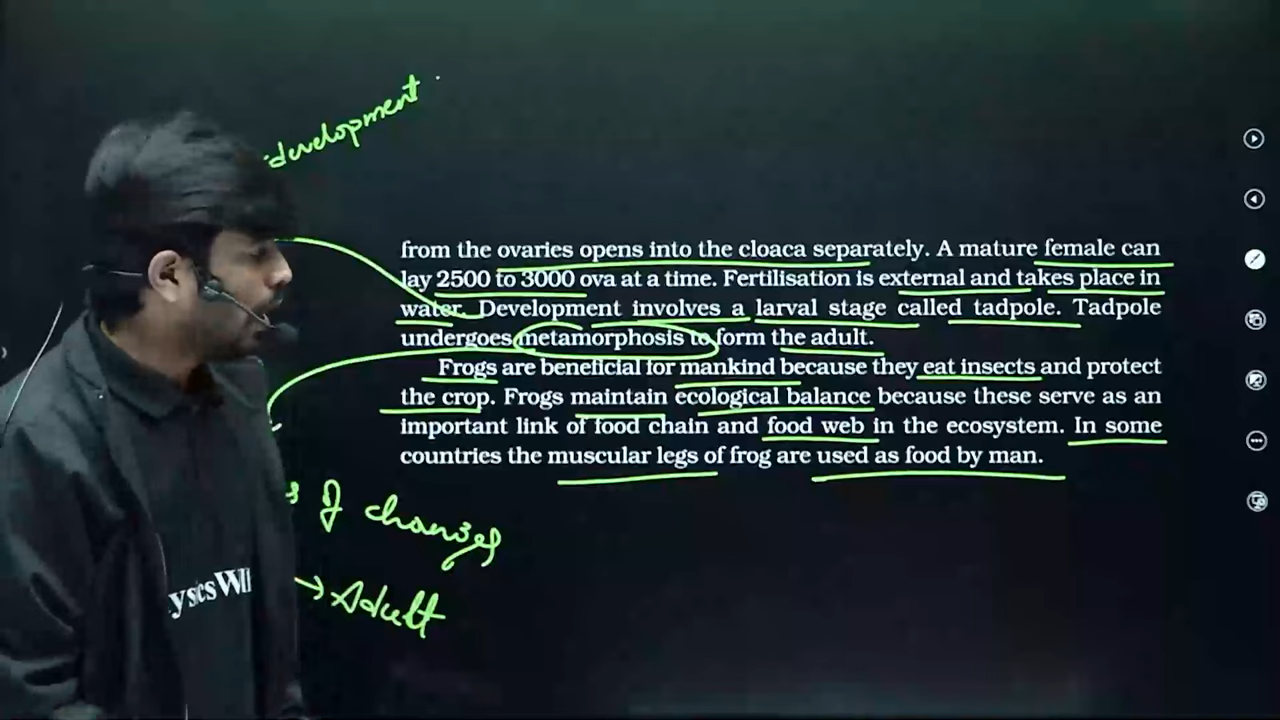 development
from the ovaries opens into the cloaca separately. A mature female can
lay 2500 to 3000 ova at a time. Fertilisation is external and takes place in
water. Development involves a larval stage called tadpole. Tadpole
undergoes metamorphosis to form the adult.
Frogs are beneficial for mankind because they eat insects and protect
the crop. Frogs maintain ecological balance because these serve as an
important link of food chain and food web in the ecosystem. In some
countries the muscular legs of frog are used as food by man.
of changes
→ Adult
ysicsWl